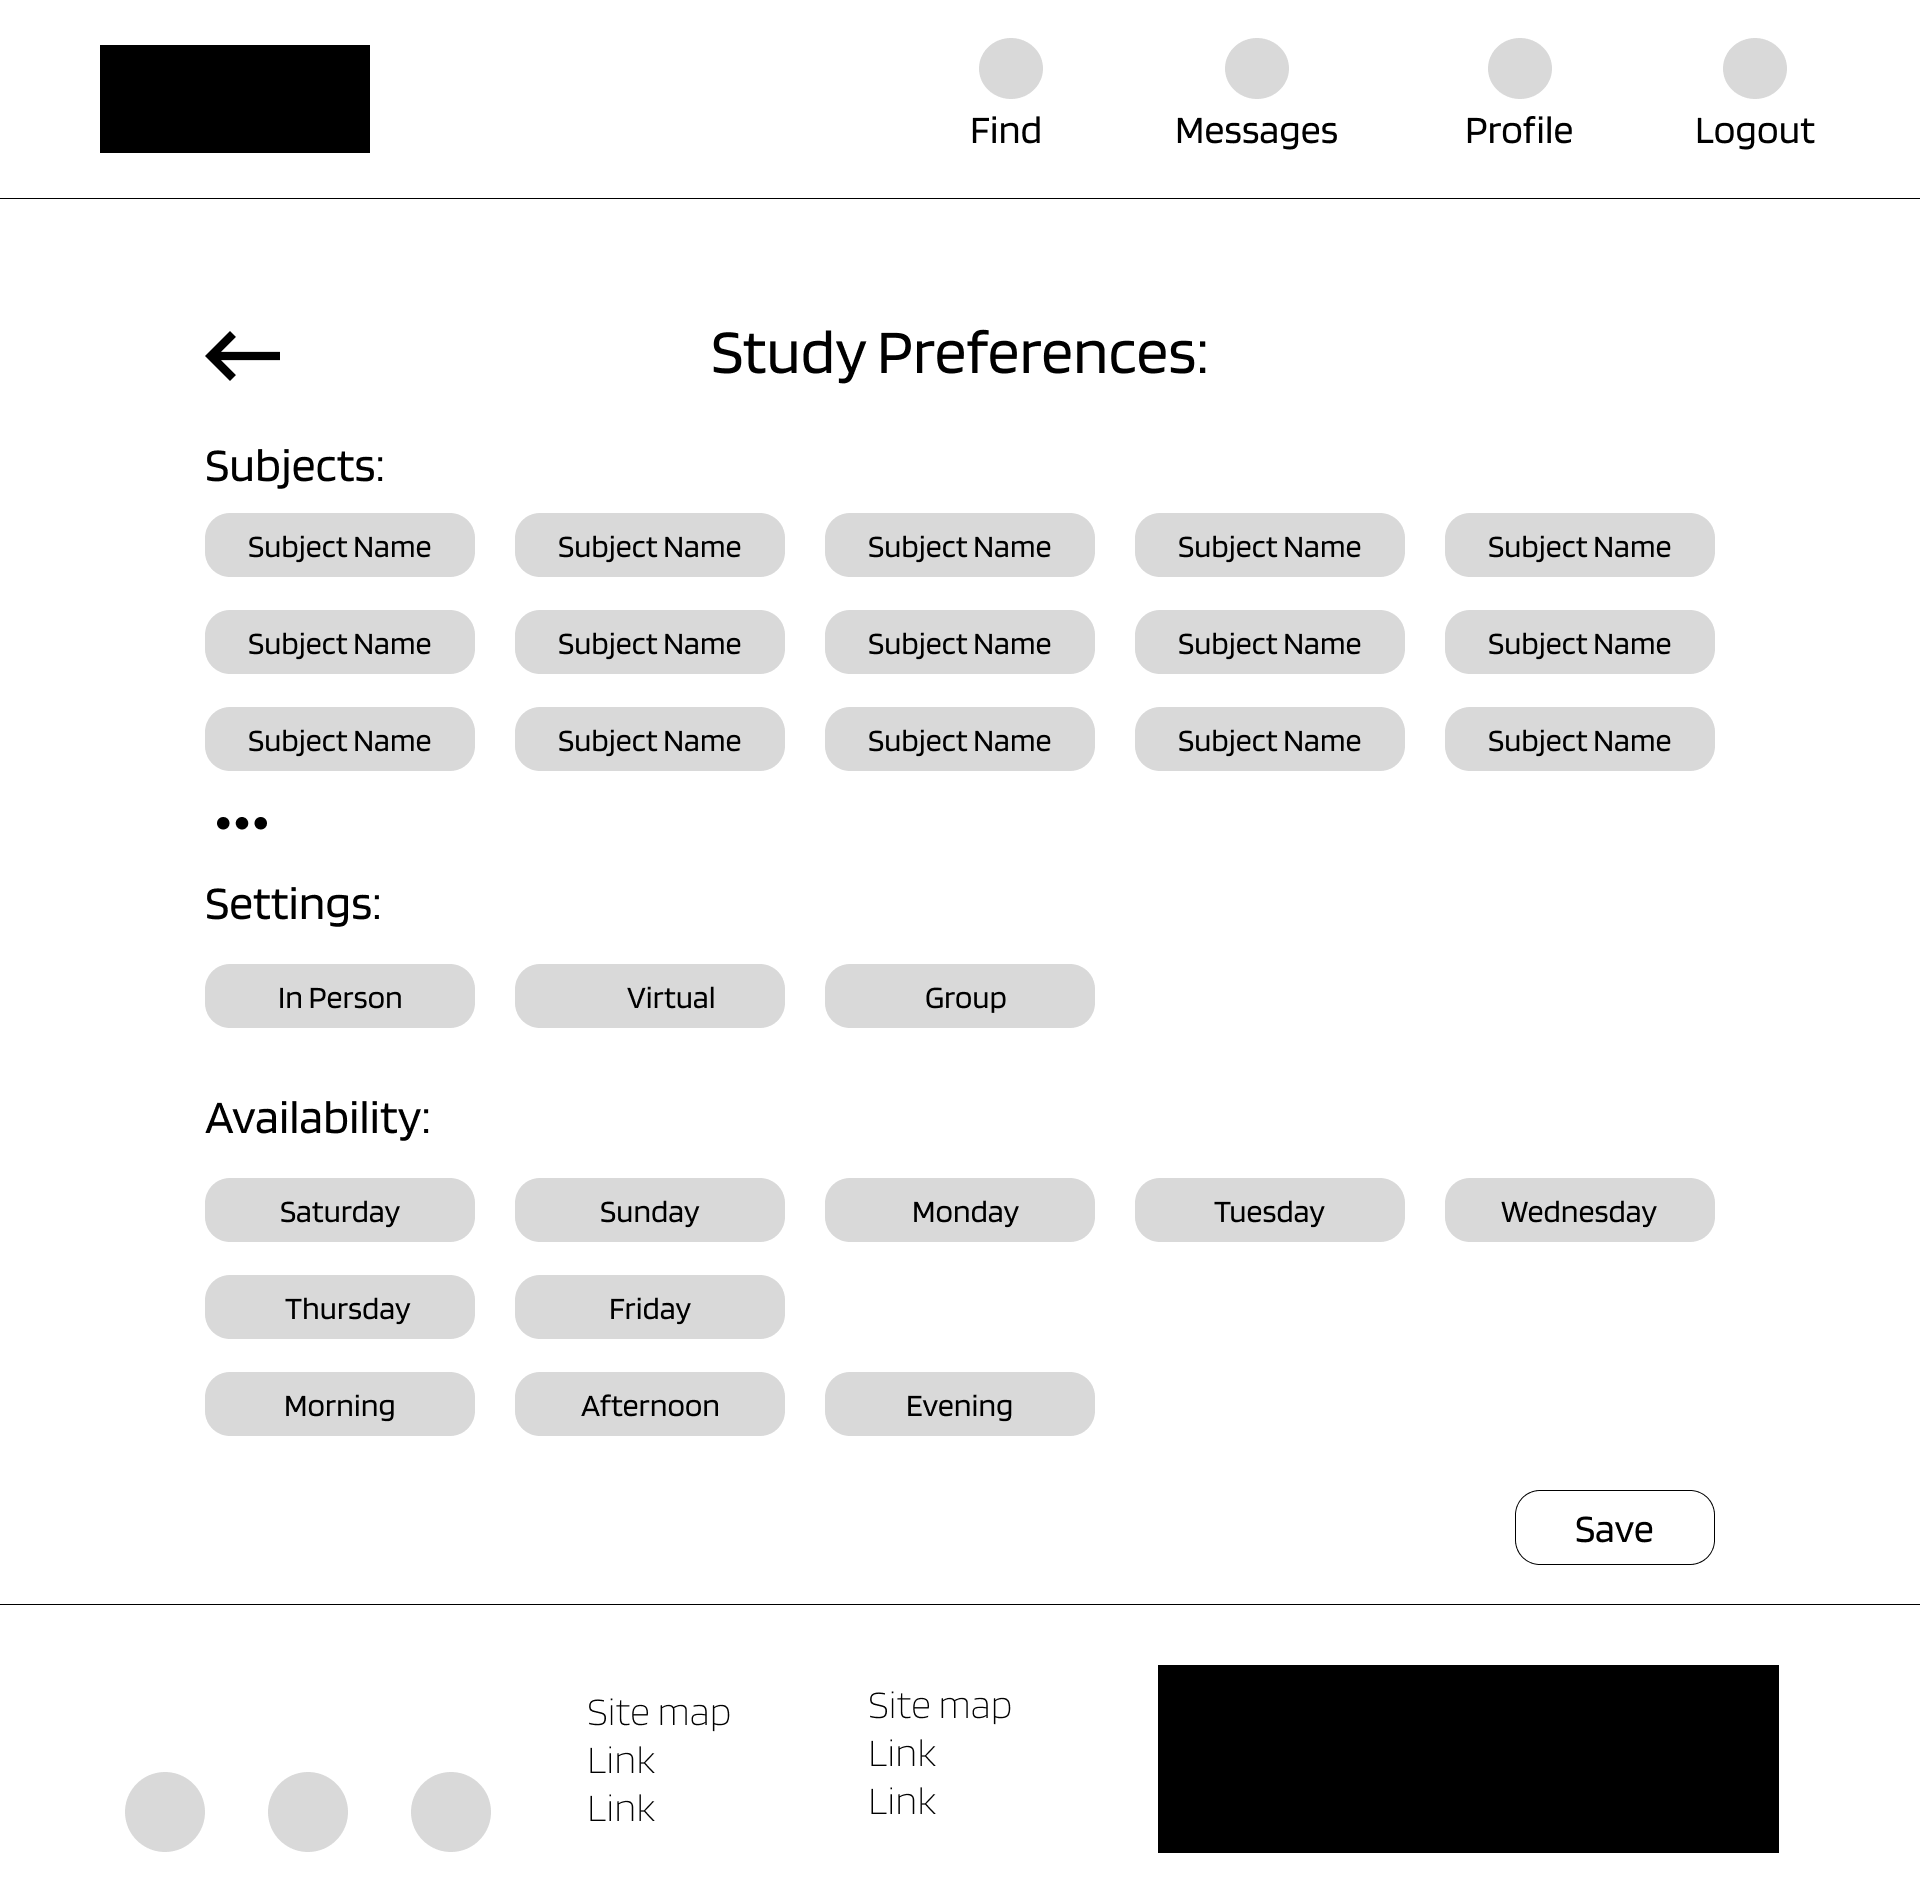 Find Messages Profile Logout
Study Preferences:
Subjects:
Subject Name Subject Name Subject Name Subject Name Subject Name
Subject Name Subject Name Subject Name Subject Name Subject Name
Subject Name Subject Name Subject Name Subject Name Subject Name
•••
Settings:
In Person Virtual Group
Availability:
Saturday Sunday Monday Tuesday Wednesday
Thursday Friday
Morning Afternoon Evening
Save
Site map
Link
Link
Site map
Link
Link